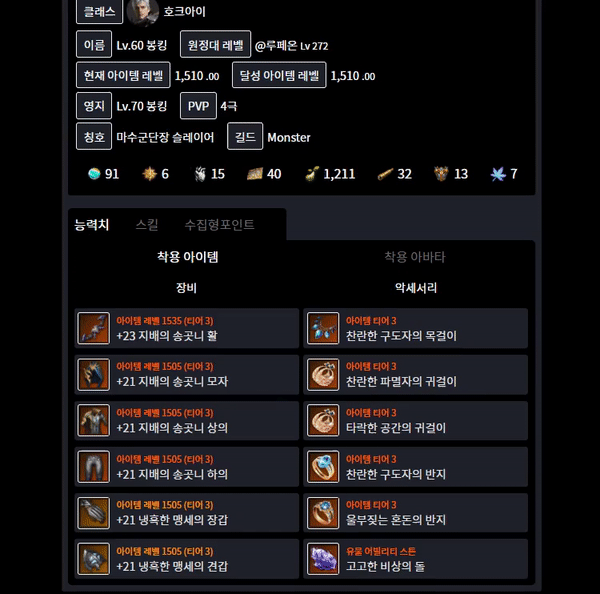 클래스 호크아이
이름 Lv.60 봉킹 원정대 레벨 @루페온 Lv 272
현재 아이템 레벨 1,510 .00 달성 아이템 레벨 1,510 .00
영지 Lv.70 봉킹 PVP 4극
칭호 마수군단장 슬레이어 길드 Monster
91 6 15 40 1,211 32 13 7
능력치 스킬 수집형포인트
착용 아이템 착용 아바타
장비 악세서리
아이템 레벨 1535 (티어 3) 아이템 티어 3
+23 지배의 송곳니 활 찬란한 구도자의 목걸이
아이템 레벨 1505 (티어 3) 아이템 티어 3
+21 지배의 송곳니 모자 찬란한 파멸자의 귀걸이
아이템 레벨 1505 (티어 3) 아이템 티어 3
+21 지배의 송곳니 상의 타락한 공간의 귀걸이
아이템 레벨 1505 (티어 3) 아이템 티어 3
+21 지배의 송곳니 하의 찬란한 구도자의 반지
아이템 레벨 1505 (티어 3) 아이템 티어 3
+21 냉혹한 맹세의 장갑 울부짖는 혼돈의 반지
아이템 레벨 1505 (티어 3) 유물 어빌리티 스톤
+21 냉혹한 맹세의 견갑 고고한 비상의 돌